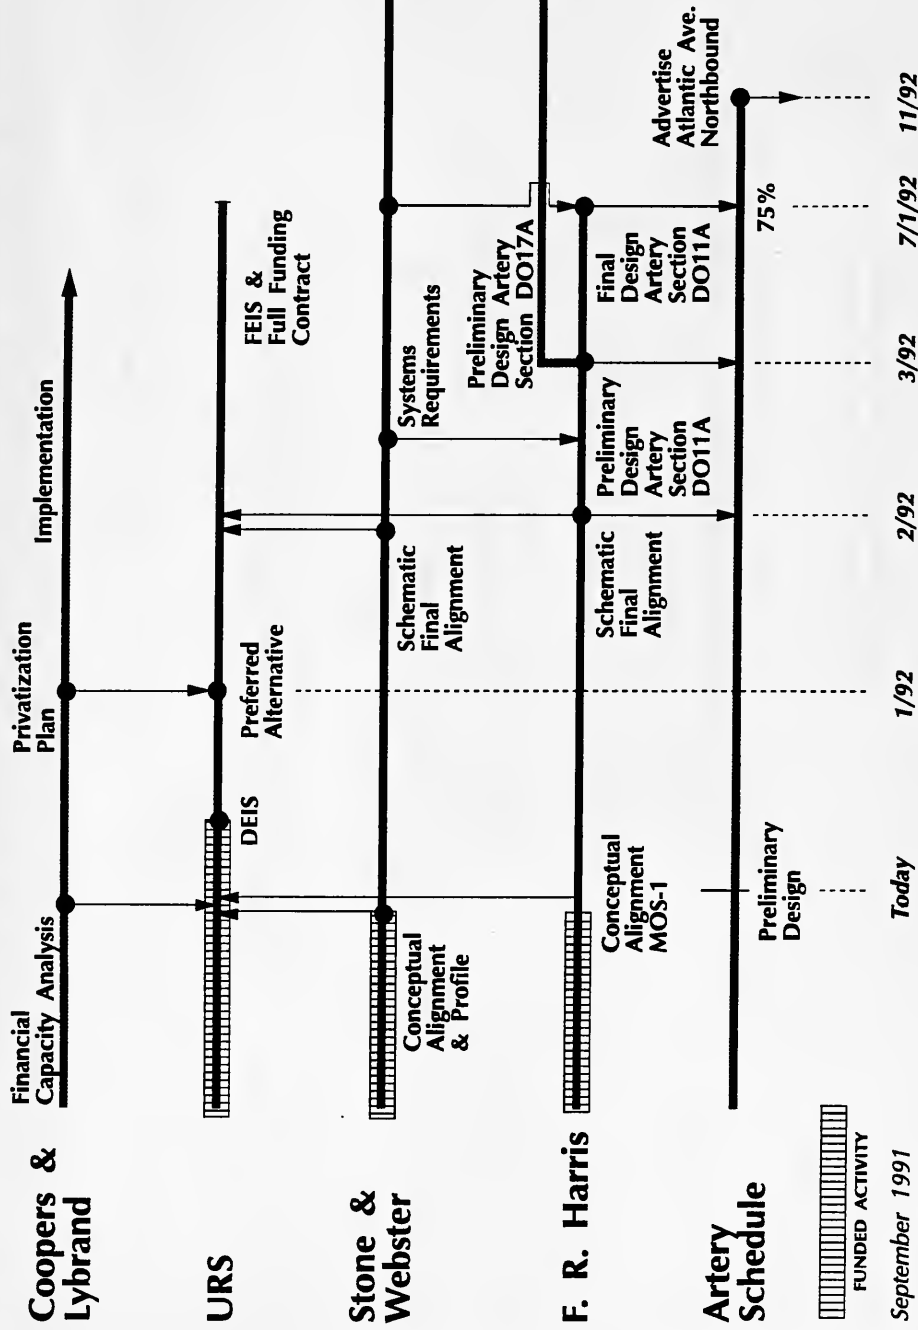 Coopers &
Lybrand
Financial
Capacity Analysis
Privatization
Plan
Implementation
URS
DEIS
Preferred
Alternative
FEIS &
Full Funding
Contract
Stone &
Webster
Conceptual
Alignment
& Profile
Schematic
Final
Alignment
Systems
Requirements
Preliminary
Design Artery
Section DO17A
F. R. Harris
Conceptual
Alignment
MOS-1
Schematic
Final
Alignment
Preliminary
Design
Artery
Section
DO11A
Final
Design
Artery
Section
DO11A
Advertise
Atlantic Ave.
Northbound
Artery
Schedule
Preliminary
Design
75%
FUNDED ACTIVITY
September 1991
Today
1/92
2/92
3/92
7/1/92
11/92